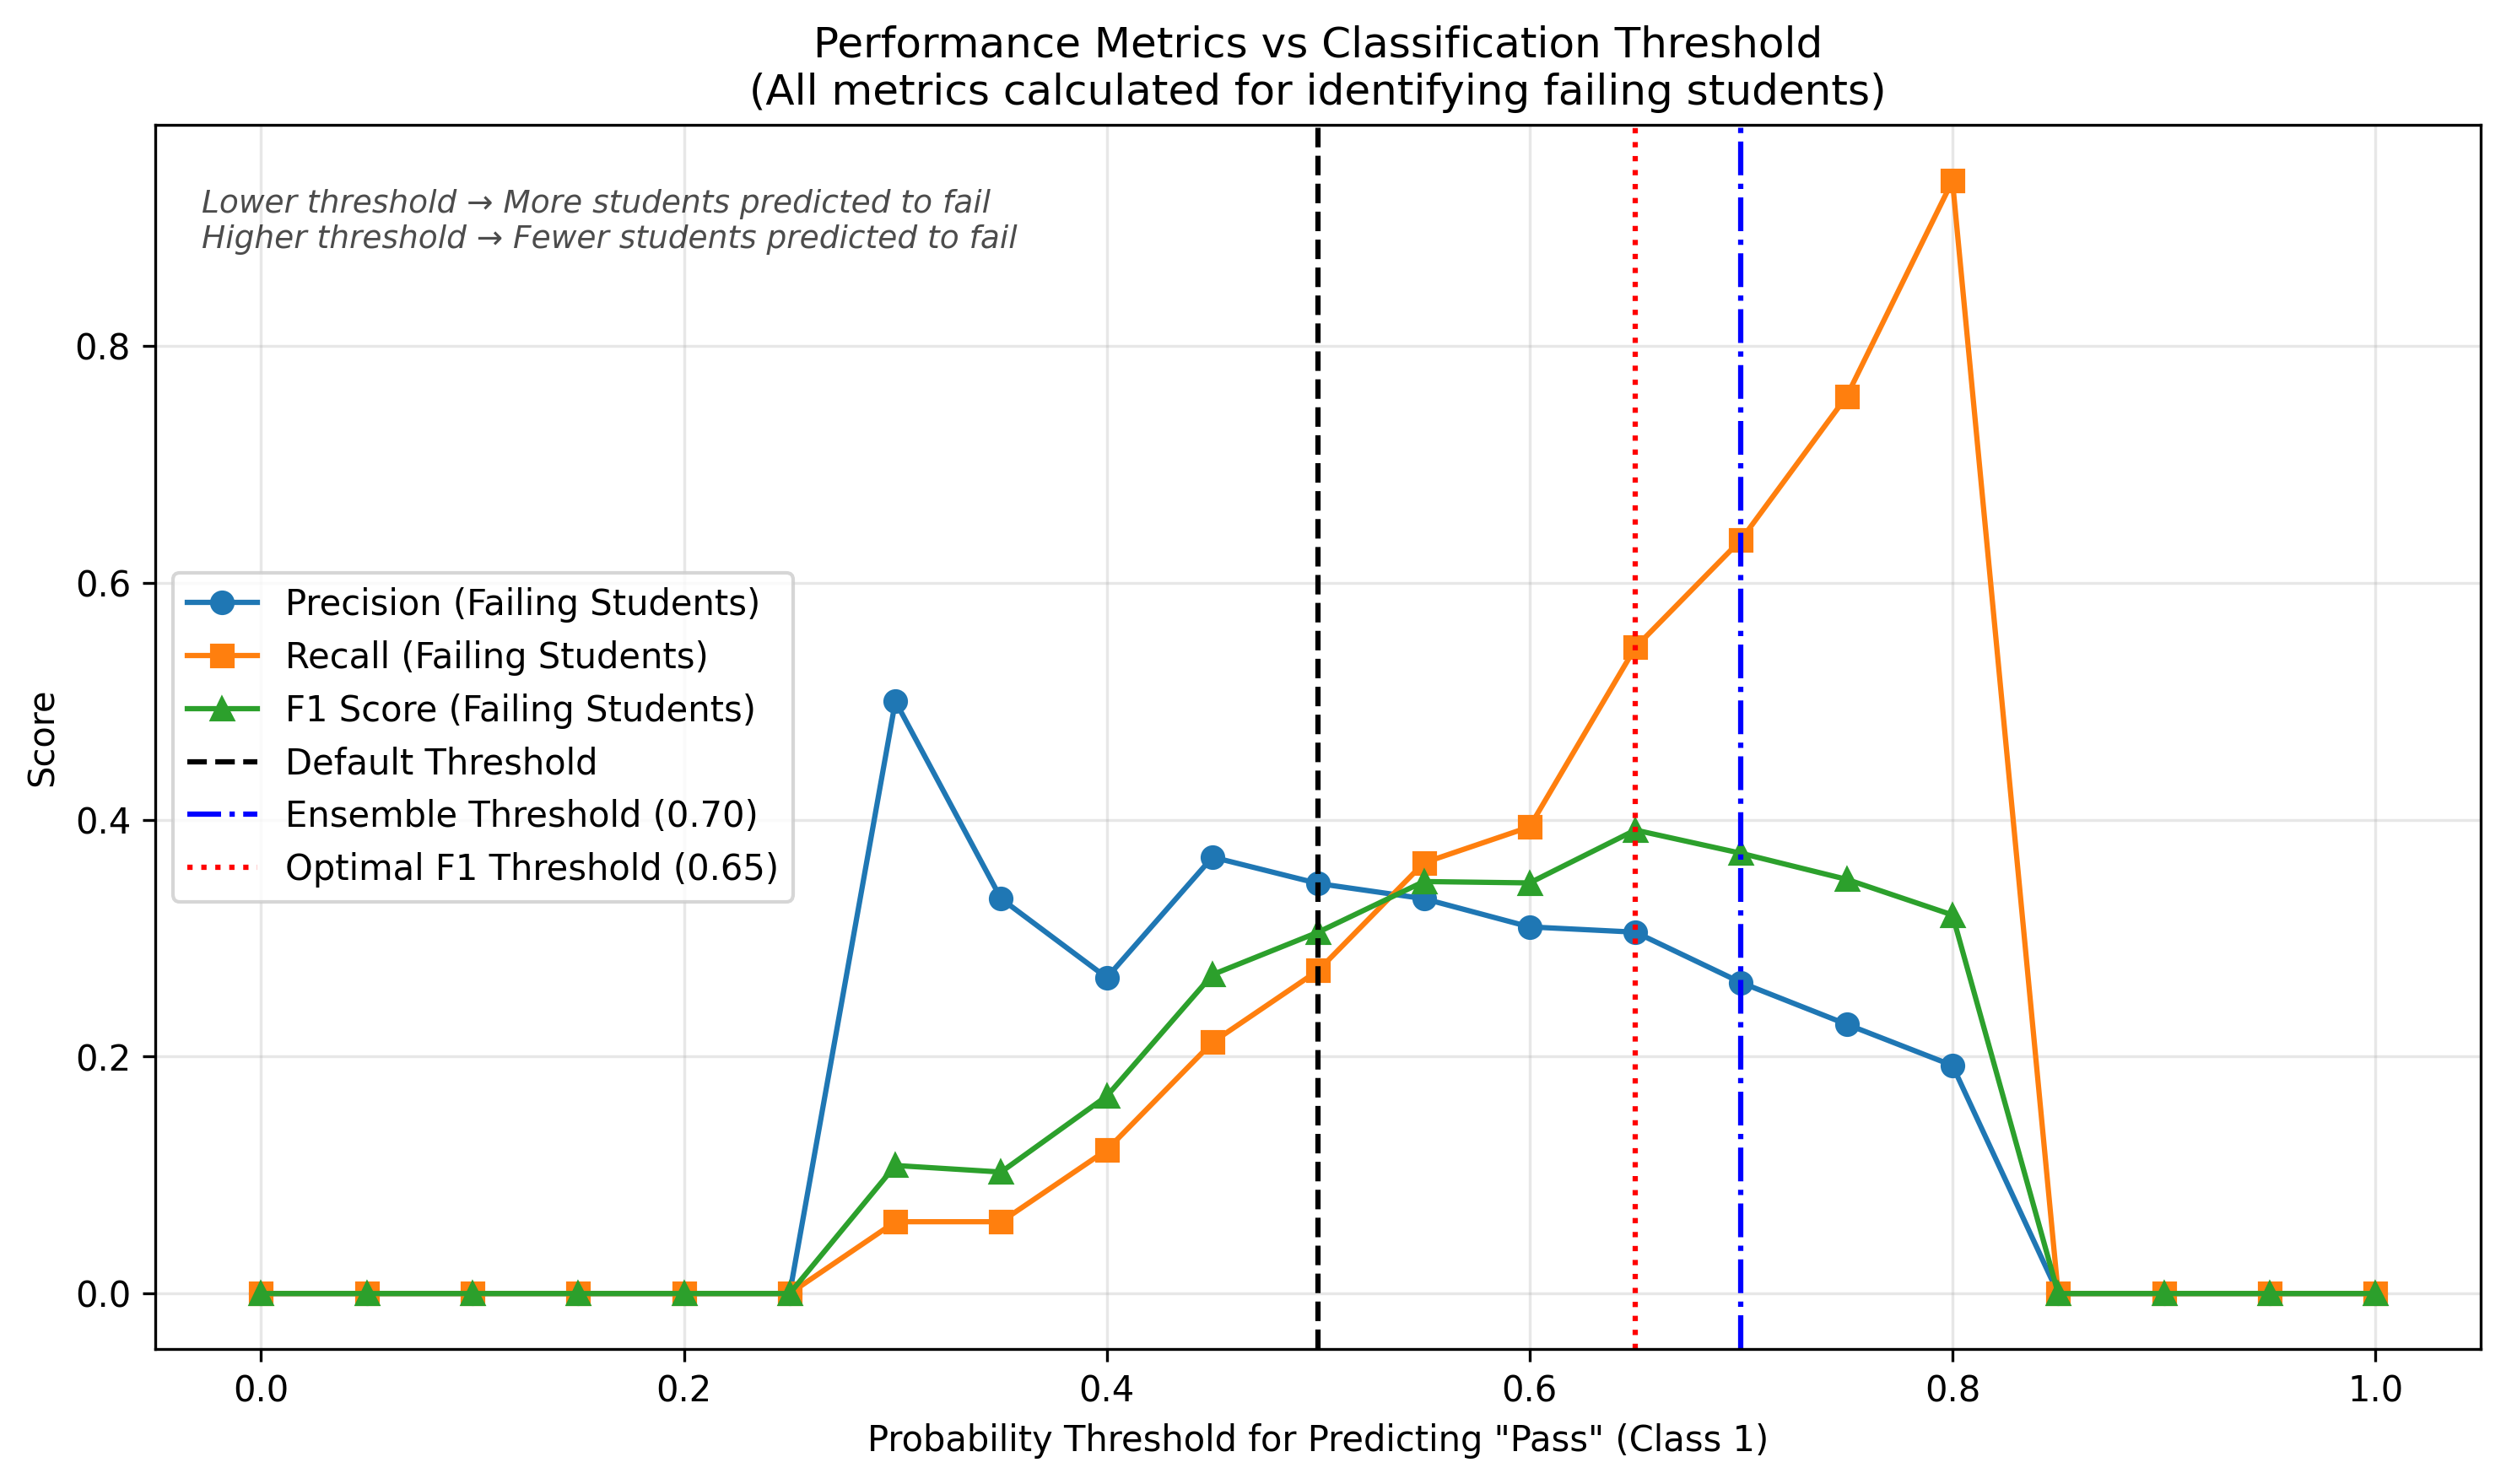 Performance Metrics vs Classification Threshold
(All metrics calculated for identifying failing students)
Lower threshold → More students predicted to fail
Higher threshold → Fewer students predicted to fail
Precision (Failing Students)
Recall (Failing Students)
F1 Score (Failing Students)
Default Threshold
Ensemble Threshold (0.70)
Optimal F1 Threshold (0.65)
Score
0.8
0.6
0.4
0.2
0.0
0.0 0.2 0.4 0.6 0.8 1.0
Probability Threshold for Predicting "Pass" (Class 1)